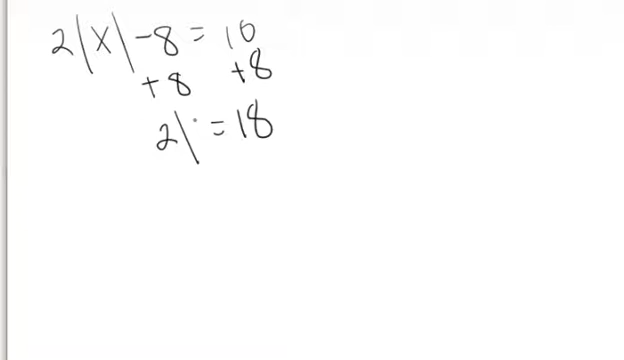 2|x| -8 = 10
+8 +8
2| = 18